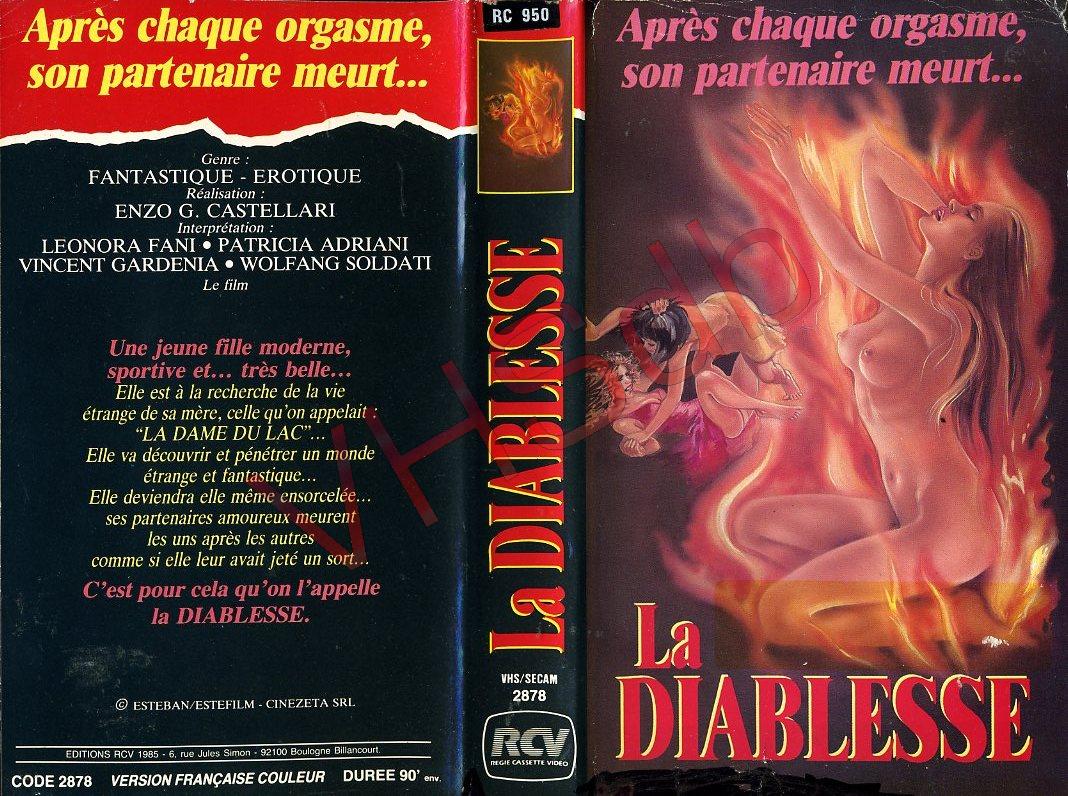 Après chaque orgasme,
son partenaire meurt...
Genre :
FANTASTIQUE - EROTIQUE
Réalisation :
ENZO G. CASTELLARI
Interprétation :
LEONORA FANI • PATRICIA ADRIANI
VINCENT GARDENIA • WOLFANG SOLDATI
Le film
Une jeune fille moderne,
sportive et... très belle...
Elle est à la recherche de la vie
étrange de sa mère, celle qu'on appelait :
"LA DAME DU LAC"...
Elle va découvrir et pénétrer un monde
étrange et fantastique...
Elle deviendra elle même ensorcelée...
ses partenaires amoureux meurent
les uns après les autres
comme si elle leur avait jeté un sort...
C'est pour cela qu'on l'appelle
la DIABLESSE.
© ESTEBAN/ESTEFILM - CINEZETA SRL
EDITIONS RCV 1985 - 6, rue Jules Simon - 92100 Boulogne Billancourt.
CODE 2878 VERSION FRANÇAISE COULEUR DUREE 90' env.
RC 950
La DIABLESSE
VHS/SECAM
2878
RCV
REGIE CASSETTE VIDEO
Après chaque orgasme,
son partenaire meurt...
La
DIABLESSE
VHSdb